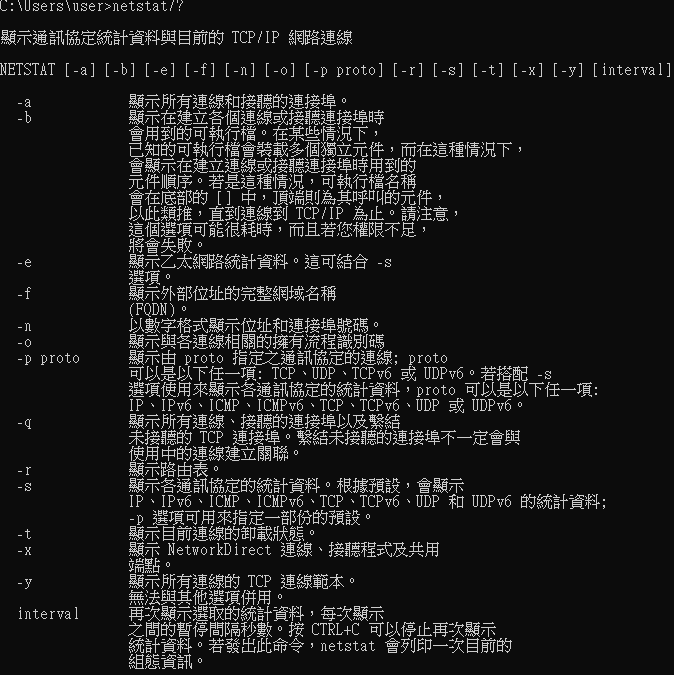 C:\Users\user>netstat/?
顯示通訊協定統計資料與目前的 TCP/IP 網路連線
NETSTAT [-a] [-b] [-e] [-f] [-n] [-o] [-p proto] [-r] [-s] [-t] [-x] [-y] [interval]
-a 顯示所有連線和接聽的連接埠。
-b 顯示在建立各個連線或接聽連接埠時
會用到的可執行檔。在某些情況下，
已知的可執行檔會裝載多個獨立元件，而在這種情況下，
會顯示在建立連線或接聽連接埠時用到的
元件順序。若是這種情況，可執行檔名稱
會在底部的 [] 中，頂端則為其呼叫的元件，
以此類推，直到連線到 TCP/IP 為止。請注意，
這個選項可能很耗時，而且若您權限不足，
將會失敗。
-e 顯示乙太網路統計資料。這可結合 -s
選項。
-f 顯示外部位址的完整網域名稱
(FQDN)。
-n 以數字格式顯示位址和連接埠號碼。
-o 顯示與各連線相關的擁有流程識別碼
-p proto 顯示由 proto 指定之通訊協定的連線; proto
可以是以下任一項: TCP、UDP、TCPv6 或 UDPv6。若搭配 -s
選項使用來顯示各通訊協定的統計資料，proto 可以是以下任一項:
IP、IPv6、ICMP、ICMPv6、TCP、TCPv6、UDP 或 UDPv6。
-q 顯示所有連線、接聽的連接埠以及繫結
未接聽的 TCP 連接埠。繫結未接聽的連接埠不一定會與
使用中的連線建立關聯。
-r 顯示路由表。
-s 顯示各通訊協定的統計資料。根據預設，會顯示
IP、IPv6、ICMP、ICMPv6、TCP、TCPv6、UDP 和 UDPv6 的統計資料;
-p 選項可用來指定一部份的預設。
-t 顯示目前連線的卸載狀態。
-x 顯示 NetworkDirect 連線、接聽程式及共用
端點。
-y 顯示所有連線的 TCP 連線範本。
無法與其他選項併用。
interval 再次顯示選取的統計資料，每次顯示
之間的暫停間隔秒數。按 CTRL+C 可以停止再次顯示
統計資料。若發出此命令，netstat 會列印一次目前的
組態資訊。